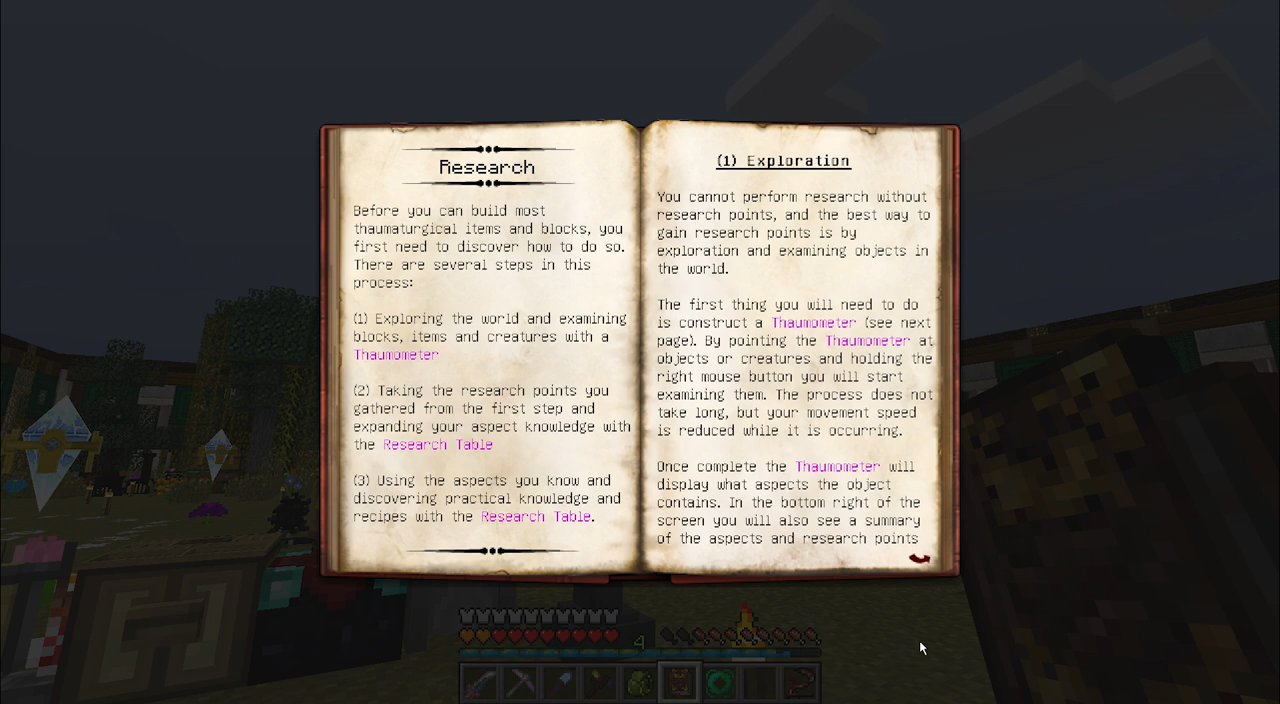 Research
Before you can build most
thaumaturgical items and blocks, you
first need to discover how to do so.
There are several steps in this
process:
(1) Exploring the world and examining
blocks, items and creatures with a
Thaumometer
(2) Taking the research points you
gathered from the first step and
expanding your aspect knowledge with
the Research Table
(3) Using the aspects you know and
discovering practical knowledge and
recipes with the Research Table.
(1) Exploration
You cannot perform research without
research points, and the best way to
gain research points is by
exploration and examining objects in
the world.
The first thing you will need to do
is construct a Thaumometer (see next
page). By pointing the Thaumometer at
objects or creatures and holding the
right mouse button you will start
examining them. The process does not
take long, but your movement speed
is reduced while it is occurring.
Once complete the Thaumometer will
display what aspects the object
contains. In the bottom right of the
screen you will also see a summary
of the aspects and research points
4